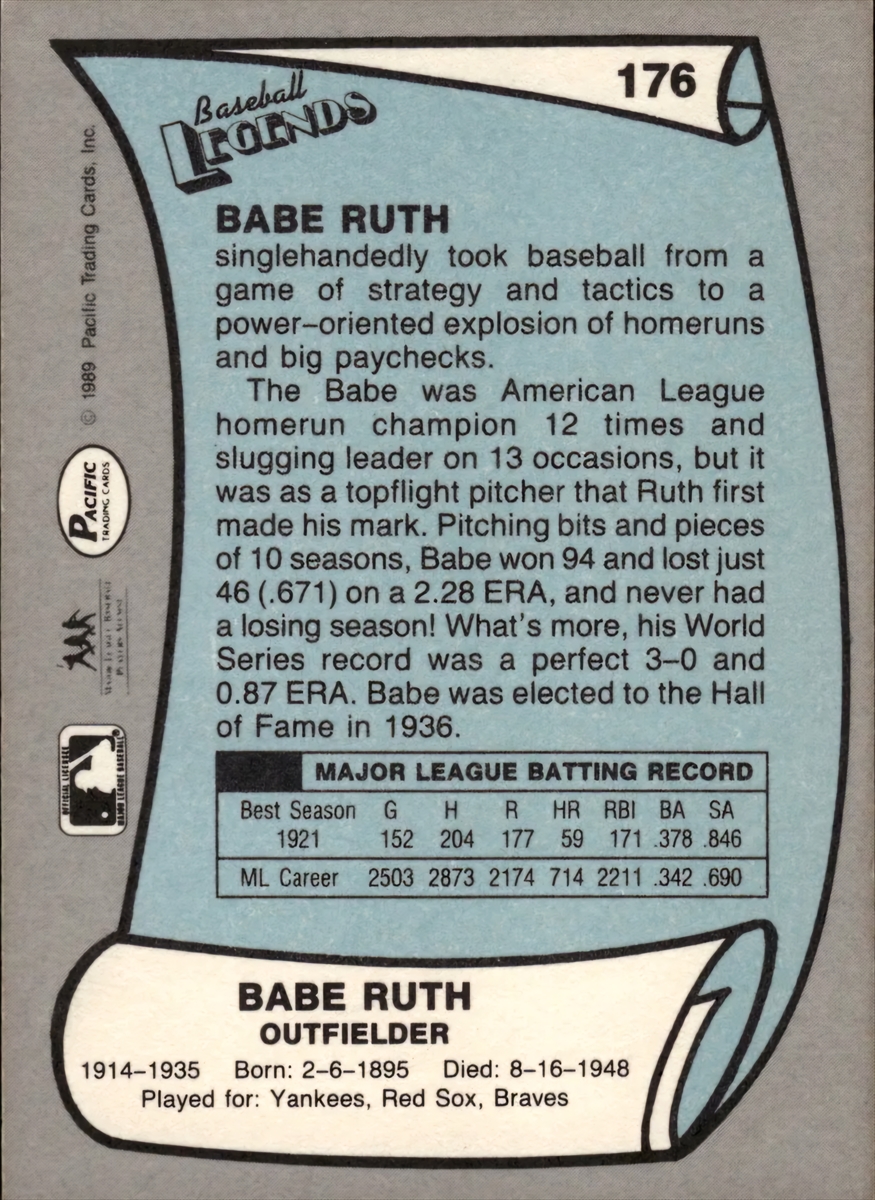 176
Baseball
LEGENDS
BABE RUTH
singlehandedly took baseball from a
game of strategy and tactics to a
power-oriented explosion of homeruns
and big paychecks.
The Babe was American League
homerun champion 12 times and
slugging leader on 13 occasions, but it
was as a topflight pitcher that Ruth first
made his mark. Pitching bits and pieces
of 10 seasons, Babe won 94 and lost just
46 (.671) on a 2.28 ERA, and never had
a losing season! What's more, his World
Series record was a perfect 3-0 and
0.87 ERA. Babe was elected to the Hall
of Fame in 1936.
MAJOR LEAGUE BATTING RECORD
Best Season G H R HR RBI BA SA
1921 152 204 177 59 171 .378 .846
ML Career 2503 2873 2174 714 2211 .342 .690
BABE RUTH
OUTFIELDER
1914-1935 Born: 2-6-1895 Died: 8-16-1948
Played for: Yankees, Red Sox, Braves
© 1989 Pacific Trading Cards, Inc.
PACIFIC
TRADING CARDS
OFFICIAL LICENSEE
MAJOR LEAGUE BASEBALL®